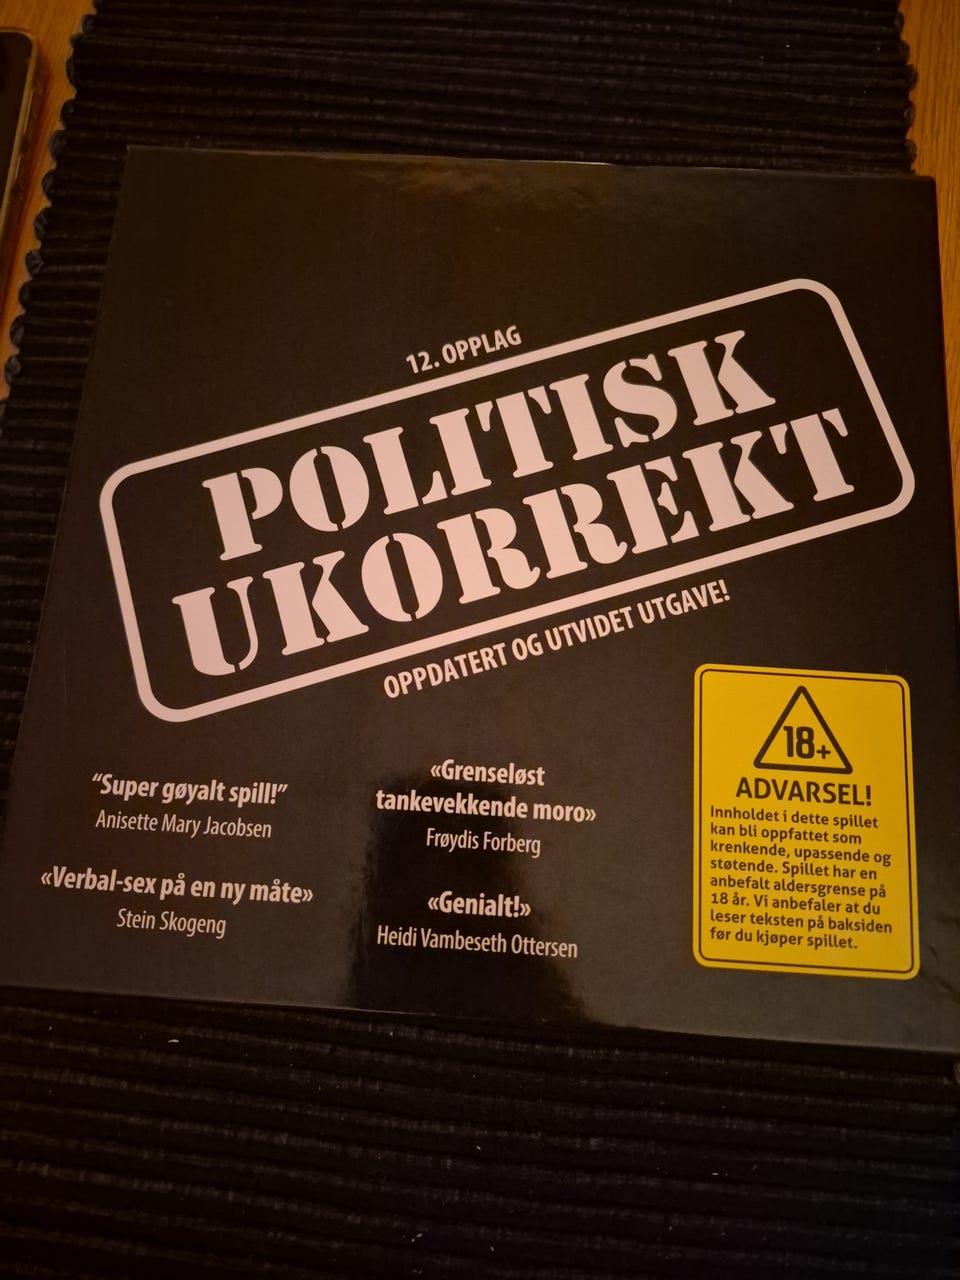 12. OPPLAG
POLITISK
UKORREKT
OPPDATERT OG UTVIDET UTGAVE!
“Super gøyalt spill!”
Anisette Mary Jacobsen
«Verbal-sex på en ny måte»
Stein Skogeng
«Grenseløst
tankevekkende moro»
Frøydis Forberg
«Genialt!»
Heidi Vambeseth Ottersen
18+
ADVARSEL!
Innholdet i dette spillet
kan bli oppfattet som
krenkende, upassende og
støtende. Spillet har en
anbefalt aldersgrense på
18 år. Vi anbefaler at du
leser teksten på baksiden
før du kjøper spillet.